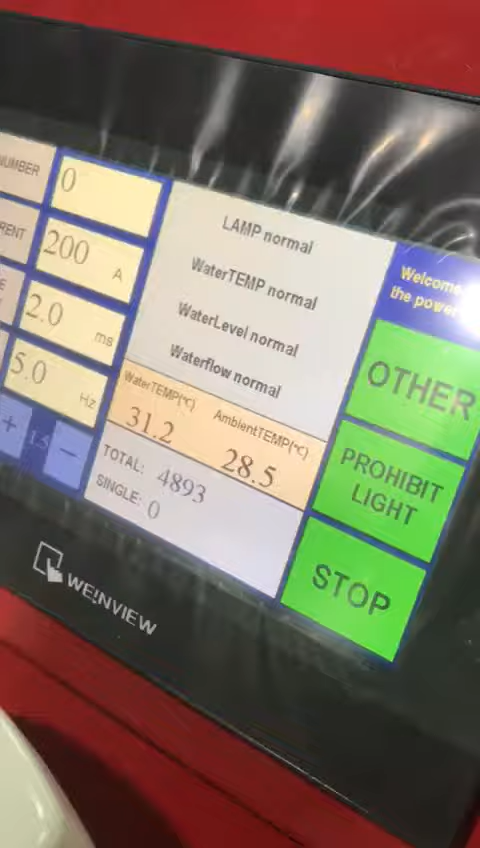 NUMBER 0
RENT 200 A
E 2.0 ms
5.0 Hz
+ 1.5 −
LAMP normal
WaterTEMP normal
WaterLevel normal
Waterflow normal
WaterTEMP(℃) AmbientTEMP(℃)
31.2 28.5
TOTAL: 4893
SINGLE: 0
Welcome
the power
OTHER
PROHIBIT
LIGHT
STOP
WEINVIEW